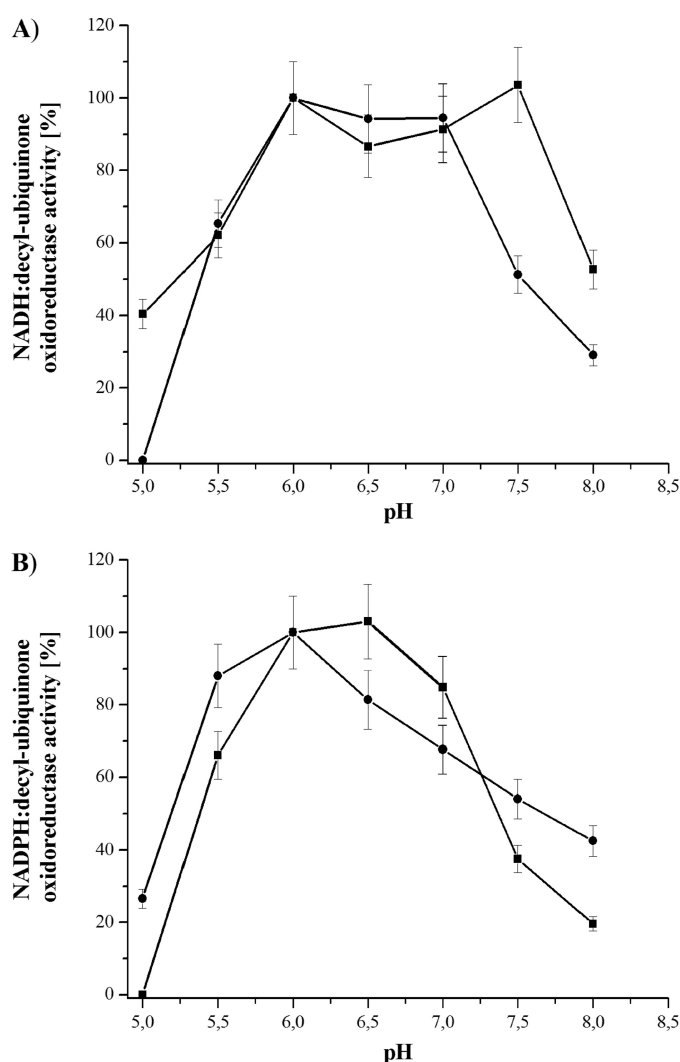 A)
NADH:decyl-ubiquinone
oxidoreductase activity [%]
120
100
80
60
40
20
0
5,0 5,5 6,0 6,5 7,0 7,5 8,0 8,5
pH
B)
NADPH:decyl-ubiquinone
oxidoreductase activity [%]
120
100
80
60
40
20
0
5,0 5,5 6,0 6,5 7,0 7,5 8,0 8,5
pH